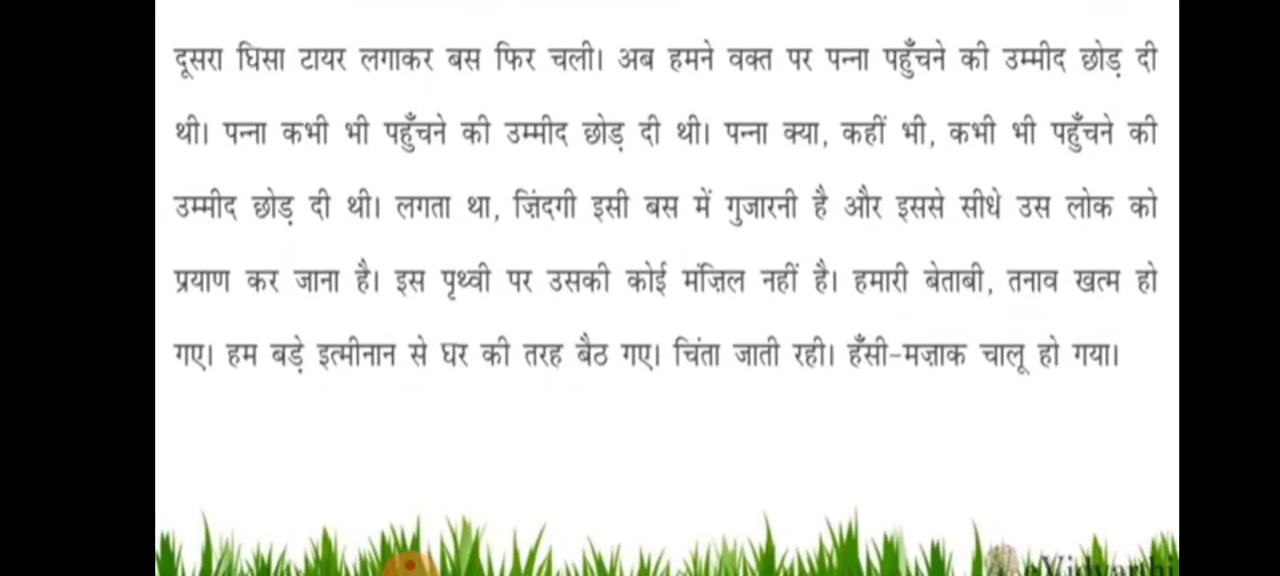 दूसरा घिसा टायर लगाकर बस फिर चली। अब हमने वक्त पर पन्ना पहुँचने की उम्मीद छोड़ दी
थी। पन्ना कभी भी पहुँचने की उम्मीद छोड़ दी थी। पन्ना क्या, कहीं भी, कभी भी पहुँचने की
उम्मीद छोड़ दी थी। लगता था, ज़िंदगी इसी बस में गुजारनी है और इससे सीधे उस लोक को
प्रयाण कर जाना है। इस पृथ्वी पर उसकी कोई मंज़िल नहीं है। हमारी बेताबी, तनाव खत्म हो
गए। हम बड़े इत्मीनान से घर की तरह बैठ गए। चिंता जाती रही। हँसी-मज़ाक चालू हो गया।
eVidyarthi